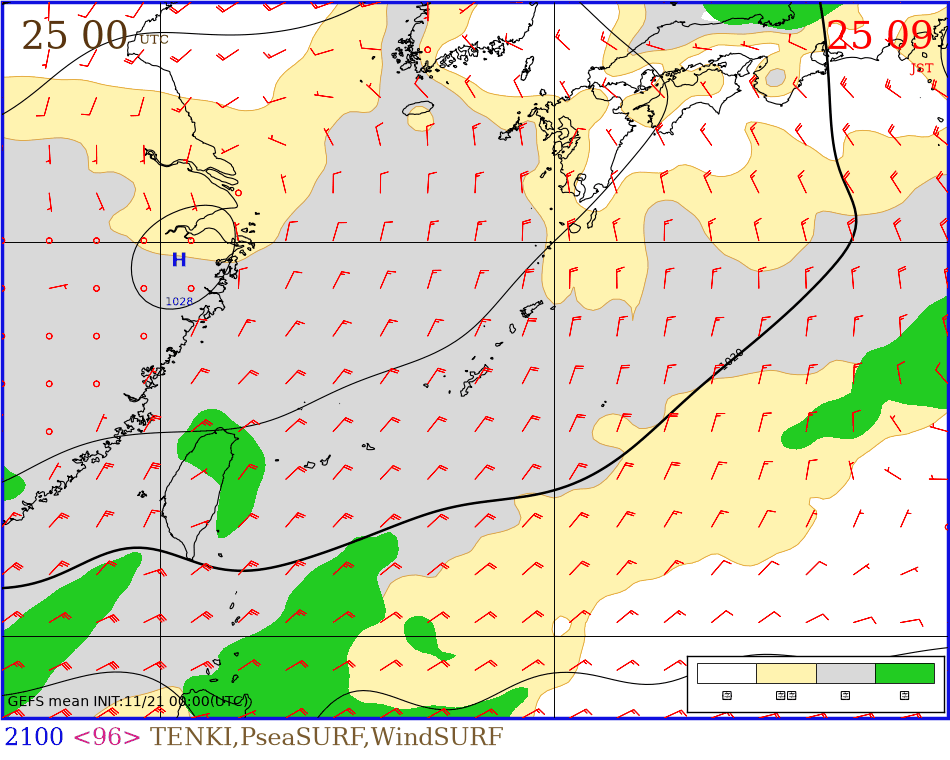 25 00 UTC
25 09
JST
H
1028
1020
GEFS mean INIT:11/21 00:00(UTC)
2100 <96> TENKI,PseaSURF,WindSURF